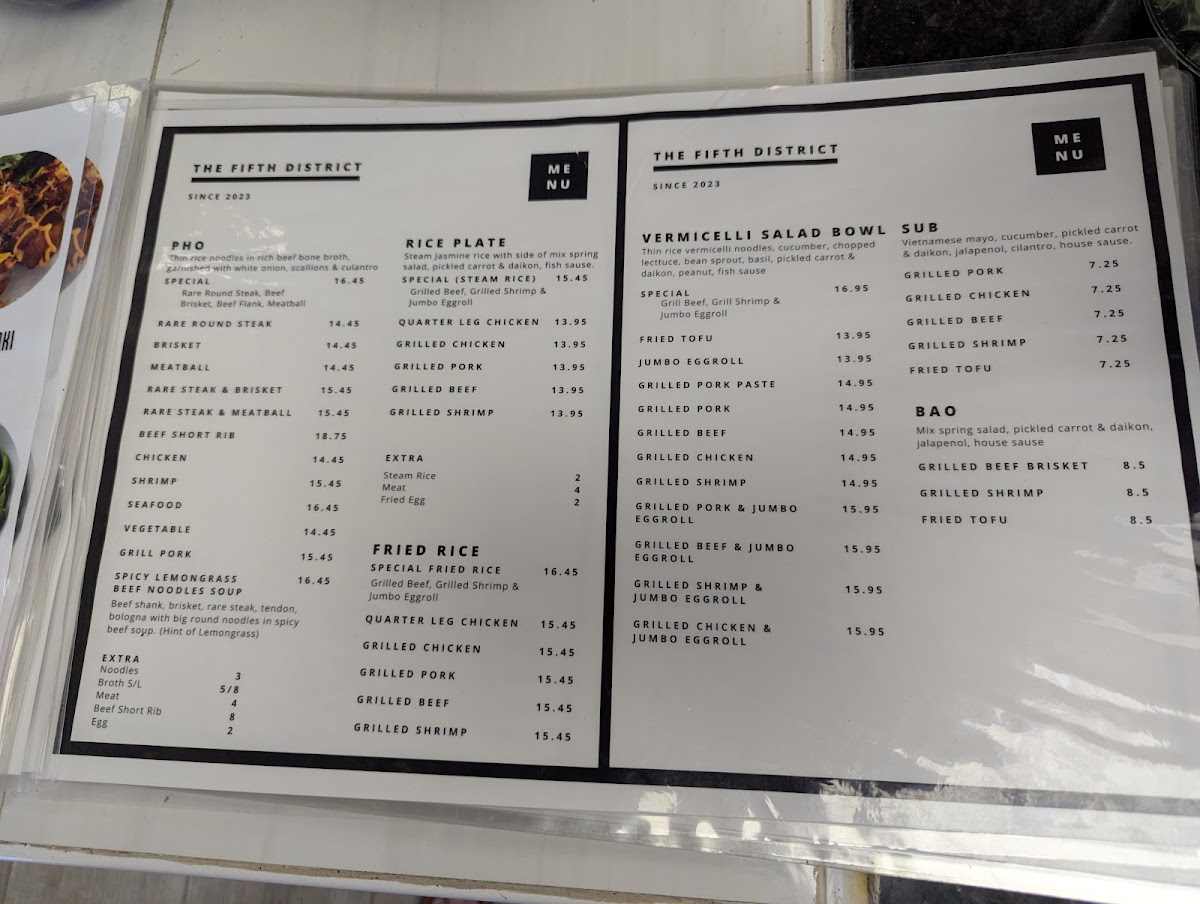 THE FIFTH DISTRICT
SINCE 2023
ME
NU
PHO
Thin rice noodles in rich beef bone broth,
garnished with white onion, scallions & culantro
SPECIAL 16.45
Rare Round Steak, Beef
Brisket, Beef Flank, Meatball
RARE ROUND STEAK 14.45
BRISKET 14.45
MEATBALL 14.45
RARE STEAK & BRISKET 15.45
RARE STEAK & MEATBALL 15.45
BEEF SHORT RIB 18.75
CHICKEN 14.45
SHRIMP 15.45
SEAFOOD 16.45
VEGETABLE 14.45
GRILL PORK 15.45
SPICY LEMONGRASS 16.45
BEEF NOODLES SOUP
Beef shank, brisket, rare steak, tendon,
bologna with big round noodles in spicy
beef soup. (Hint of Lemongrass)
EXTRA
Noodles 3
Broth S/L 5/8
Meat 4
Beef Short Rib 8
Egg 2
RICE PLATE
Steam Jasmine rice with side of mix spring
salad, pickled carrot & daikon, fish sause.
SPECIAL (STEAM RICE) 15.45
Grilled Beef, Grilled Shrimp &
Jumbo Eggroll
QUARTER LEG CHICKEN 13.95
GRILLED CHICKEN 13.95
GRILLED PORK 13.95
GRILLED BEEF 13.95
GRILLED SHRIMP 13.95
EXTRA
Steam Rice 2
Meat 4
Fried Egg 2
FRIED RICE
SPECIAL FRIED RICE 16.45
Grilled Beef, Grilled Shrimp &
Jumbo Eggroll
QUARTER LEG CHICKEN 15.45
GRILLED CHICKEN 15.45
GRILLED PORK 15.45
GRILLED BEEF 15.45
GRILLED SHRIMP 15.45
THE FIFTH DISTRICT
SINCE 2023
ME
NU
VERMICELLI SALAD BOWL
Thin rice vermicelli noodles, cucumber, chopped
lecttuce, bean sprout, basil, pickled carrot &
daikon, peanut, fish sause
SPECIAL 16.95
Grill Beef, Grill Shrimp &
Jumbo Eggroll
FRIED TOFU 13.95
JUMBO EGGROLL 13.95
GRILLED PORK PASTE 14.95
GRILLED PORK 14.95
GRILLED BEEF 14.95
GRILLED CHICKEN 14.95
GRILLED SHRIMP 14.95
GRILLED PORK & JUMBO 15.95
EGGROLL
GRILLED BEEF & JUMBO 15.95
EGGROLL
GRILLED SHRIMP & 15.95
JUMBO EGGROLL
GRILLED CHICKEN & 15.95
JUMBO EGGROLL
SUB
Vietnamese mayo, cucumber, pickled carrot
& daikon, jalapenol, cilantro, house sause.
GRILLED PORK 7.25
GRILLED CHICKEN 7.25
GRILLED BEEF 7.25
GRILLED SHRIMP 7.25
FRIED TOFU 7.25
BAO
Mix spring salad, pickled carrot & daikon,
jalapenol, house sause
GRILLED BEEF BRISKET 8.5
GRILLED SHRIMP 8.5
FRIED TOFU 8.5